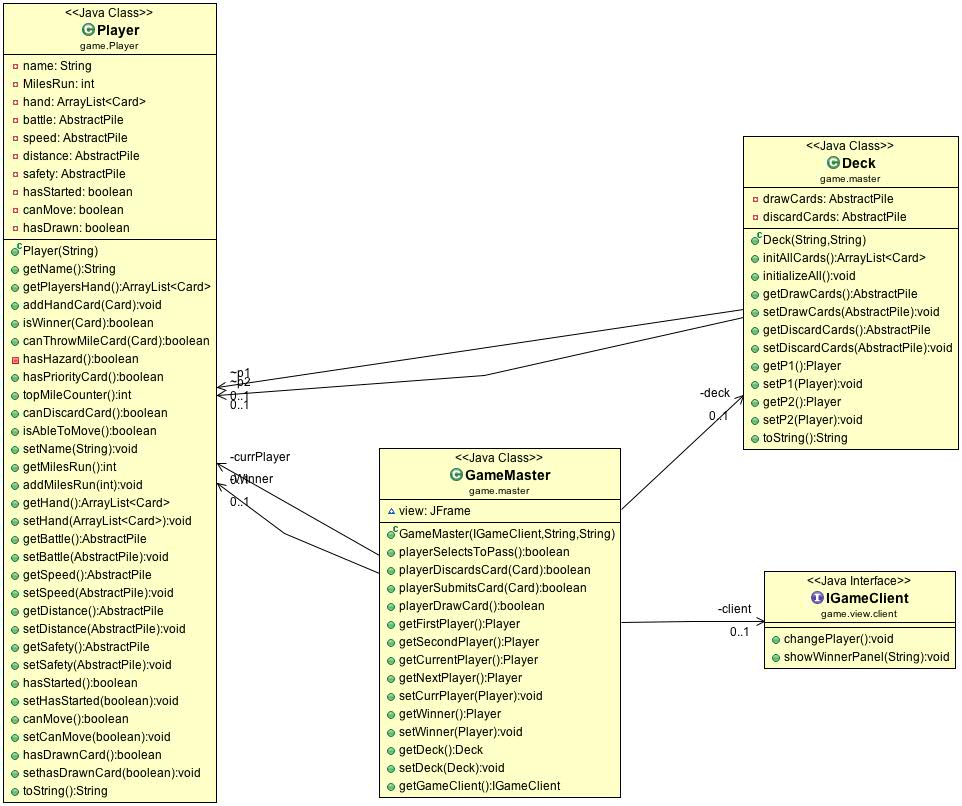 <<Java Class>>
Player
game.Player
name: String
MilesRun: int
hand: ArrayList<Card>
battle: AbstractPile
speed: AbstractPile
distance: AbstractPile
safety: AbstractPile
hasStarted: boolean
canMove: boolean
hasDrawn: boolean
Player(String)
getName():String
getPlayersHand():ArrayList<Card>
addHandCard(Card):void
isWinner(Card):boolean
canThrowMileCard(Card):boolean
hasHazard():boolean
hasPriorityCard():boolean
topMileCounter():int
canDiscardCard():boolean
isAbleToMove():boolean
setName(String):void
getMilesRun():int
addMilesRun(int):void
getHand():ArrayList<Card>
setHand(ArrayList<Card>):void
getBattle():AbstractPile
setBattle(AbstractPile):void
getSpeed():AbstractPile
setSpeed(AbstractPile):void
getDistance():AbstractPile
setDistance(AbstractPile):void
getSafety():AbstractPile
setSafety(AbstractPile):void
hasStarted():boolean
setHasStarted(boolean):void
canMove():boolean
setCanMove(boolean):void
hasDrawnCard():boolean
sethasDrawnCard(boolean):void
toString():String
~p1
~p2
0..1
0..1
-currPlayer
-Winner
0..1
<<Java Class>>
GameMaster
game.master
view: JFrame
GameMaster(IGameClient,String,String)
playerSelectsToPass():boolean
playerDiscardsCard(Card):boolean
playerSubmitsCard(Card):boolean
playerDrawCard():boolean
getFirstPlayer():Player
getSecondPlayer():Player
getCurrentPlayer():Player
getNextPlayer():Player
setCurrPlayer(Player):void
getWinner():Player
setWinner(Player):void
getDeck():Deck
setDeck(Deck):void
getGameClient():IGameClient
-deck
0..1
<<Java Class>>
Deck
game.master
drawCards: AbstractPile
discardCards: AbstractPile
Deck(String,String)
initAllCards():ArrayList<Card>
initializeAll():void
getDrawCards():AbstractPile
setDrawCards(AbstractPile):void
getDiscardCards():AbstractPile
setDiscardCards(AbstractPile):void
getP1():Player
setP1(Player):void
getP2():Player
setP2(Player):void
toString():String
-client
0..1
<<Java Interface>>
IGameClient
game.view.client
changePlayer():void
showWinnerPanel(String):void